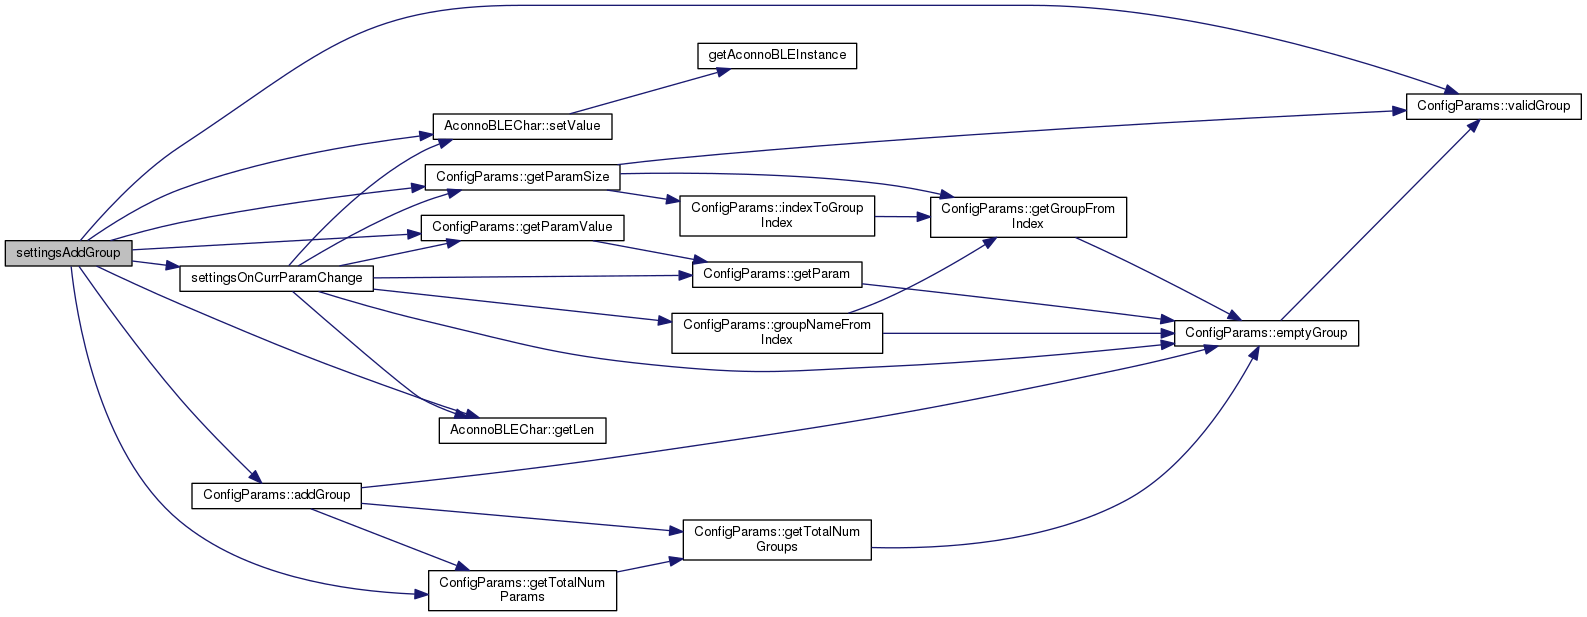 getAconnoBLEInstance
ConfigParams::validGroup
AconnoBLEChar::setValue
ConfigParams::getParamSize
ConfigParams::indexToGroup
Index
ConfigParams::getGroupFrom
Index
ConfigParams::getParamValue
settingsAddGroup
settingsOnCurrParamChange
ConfigParams::getParam
ConfigParams::groupNameFrom
Index
ConfigParams::emptyGroup
AconnoBLEChar::getLen
ConfigParams::addGroup
ConfigParams::getTotalNum
Groups
ConfigParams::getTotalNum
Params